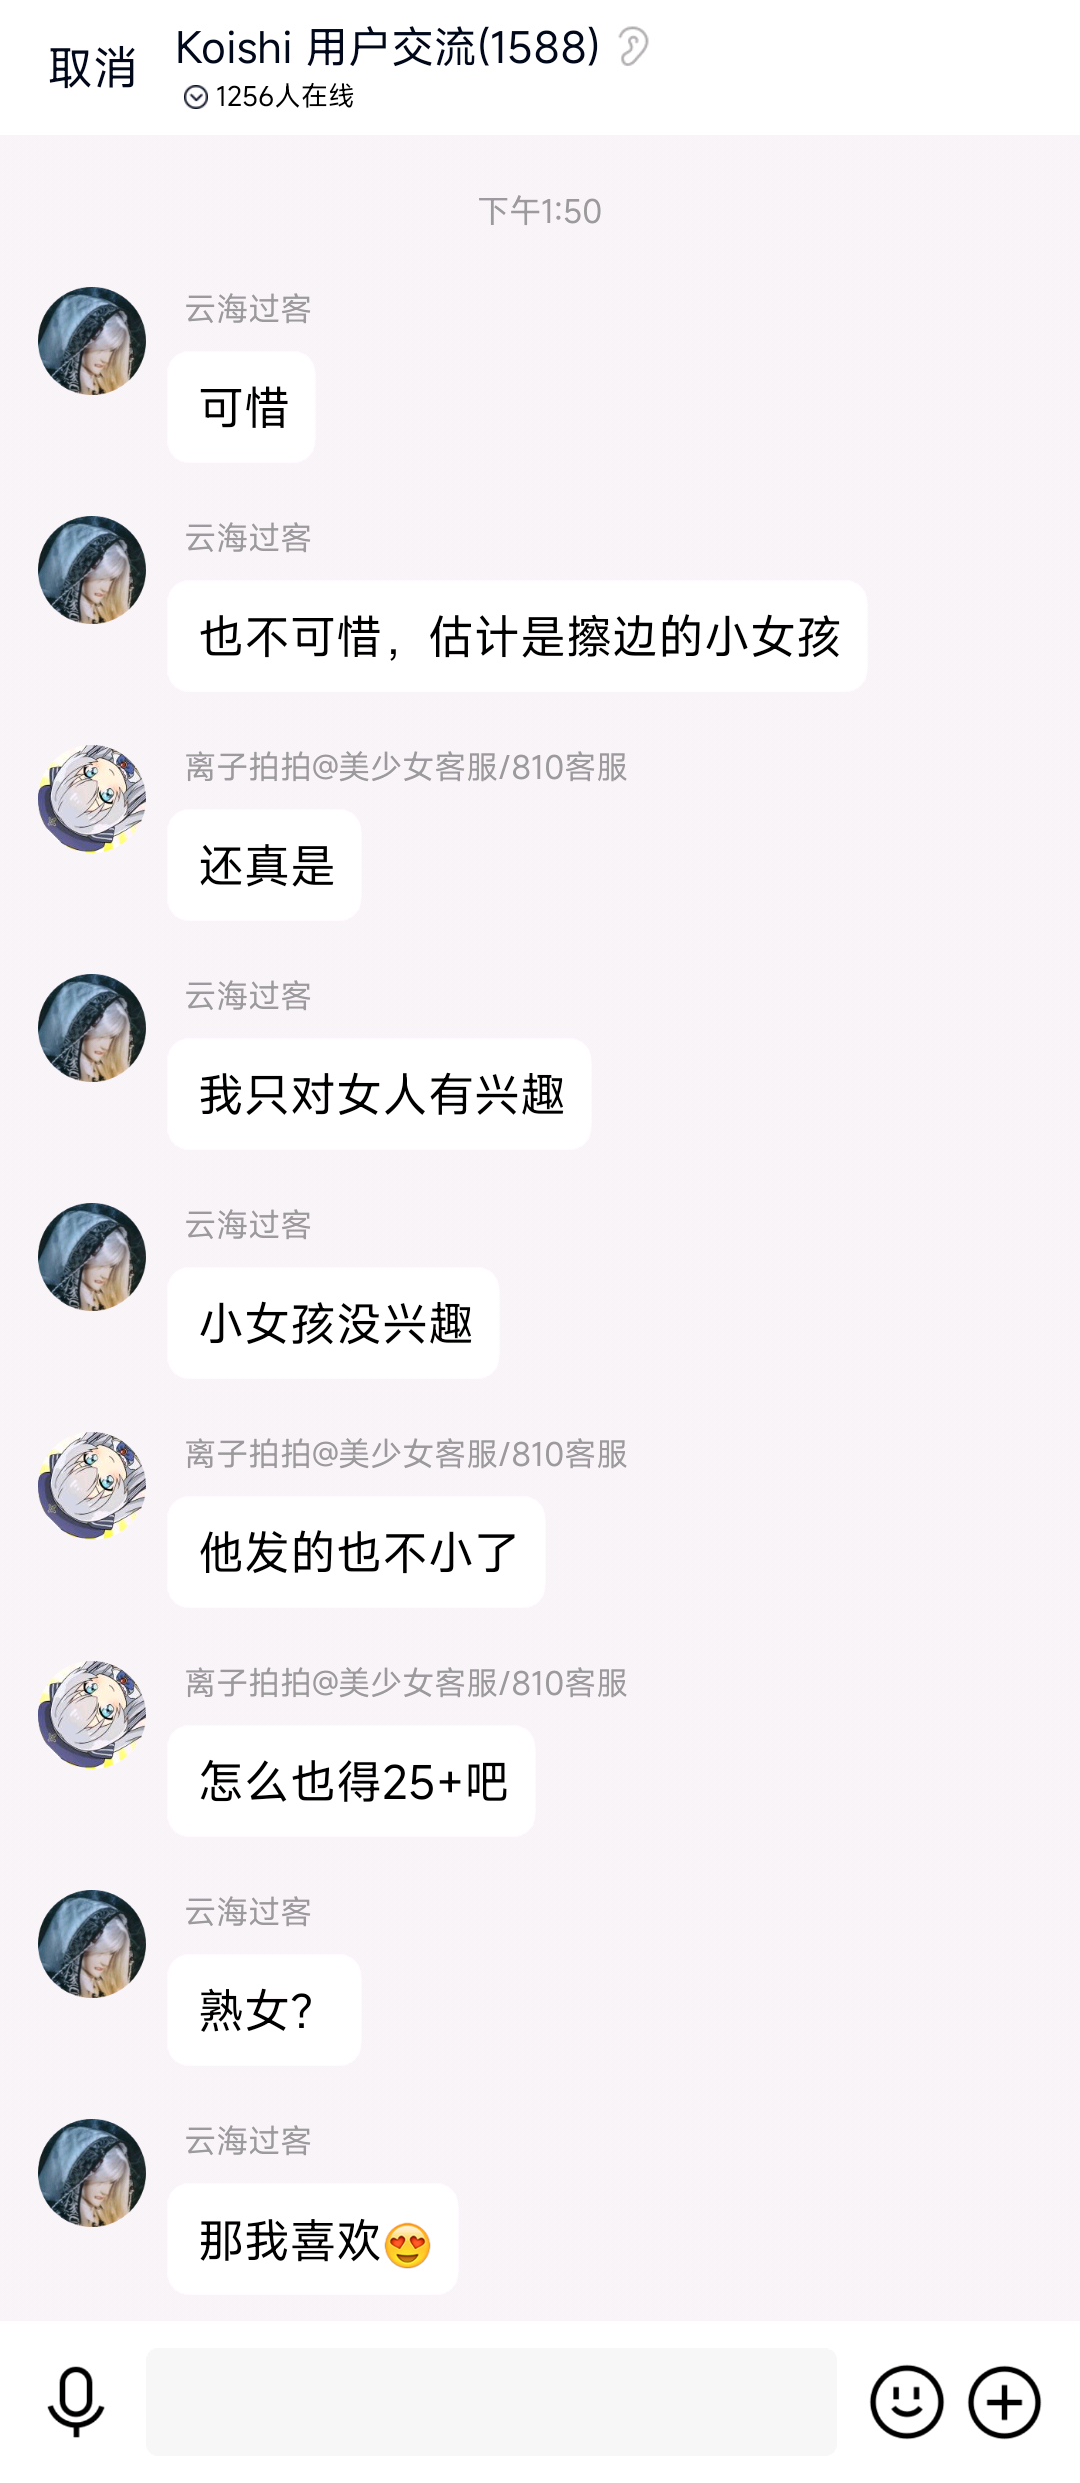 取消
Koishi 用户交流(1588)
1256人在线
下午1:50
云海过客
可惜
云海过客
也不可惜，估计是擦边的小女孩
离子拍拍@美少女客服/810客服
还真是
云海过客
我只对女人有兴趣
云海过客
小女孩没兴趣
离子拍拍@美少女客服/810客服
他发的也不小了
离子拍拍@美少女客服/810客服
怎么也得25+吧
云海过客
熟女？
云海过客
那我喜欢😍